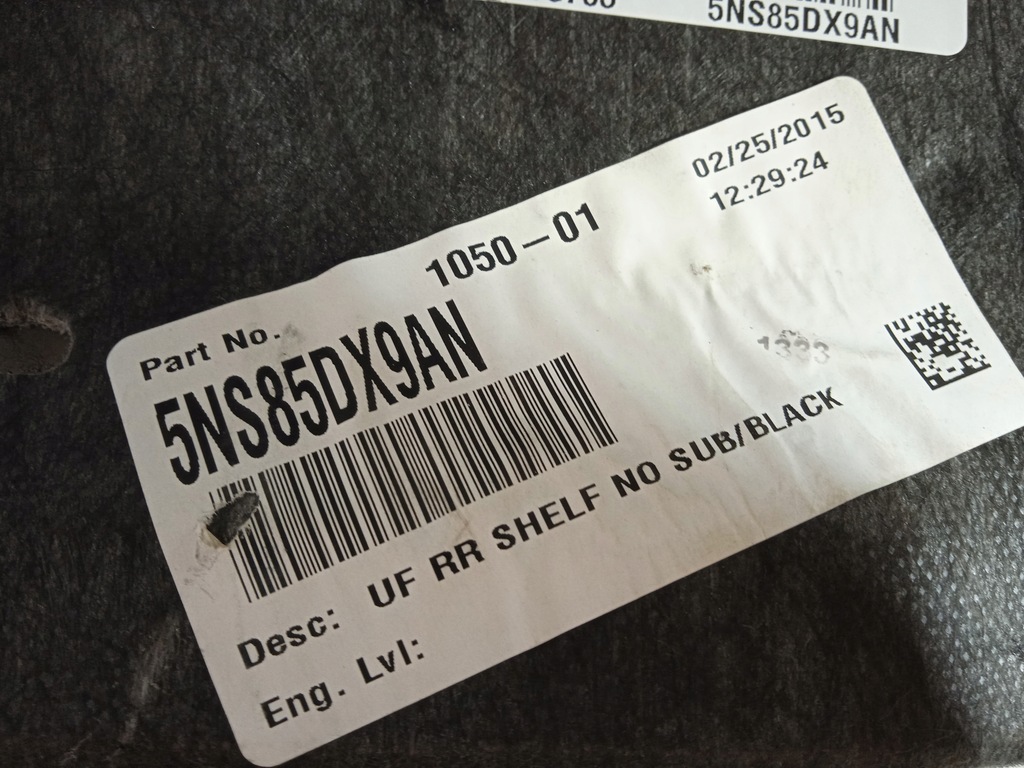 5NS85DX9AN
02/25/2015
12:29:24
1050-01
Part No.
5NS85DX9AN
1333
Desc: UF RR SHELF NO SUB/BLACK
Eng. Lvl: